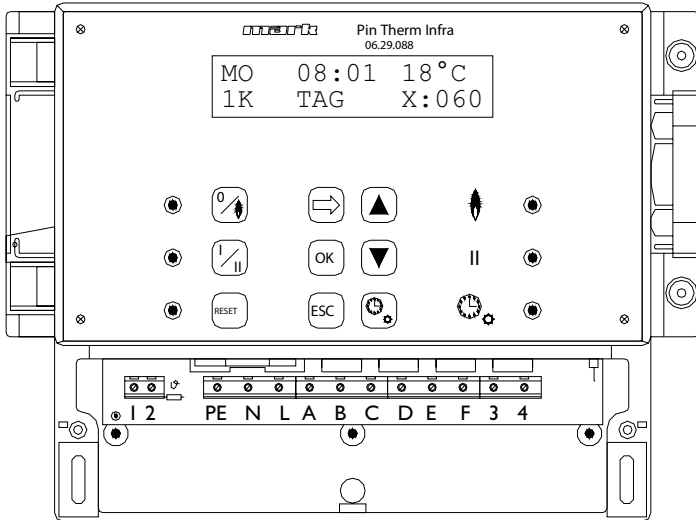 mark Pin Therm Infra
06.29.088
MO 08:01 18°C
1K TAG X:060
0/
I/II OK II
RESET ESC
1 2 PE N L A B C D E F 3 4